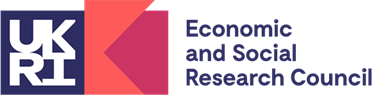 UK
RI
Economic
and Social
Research Council